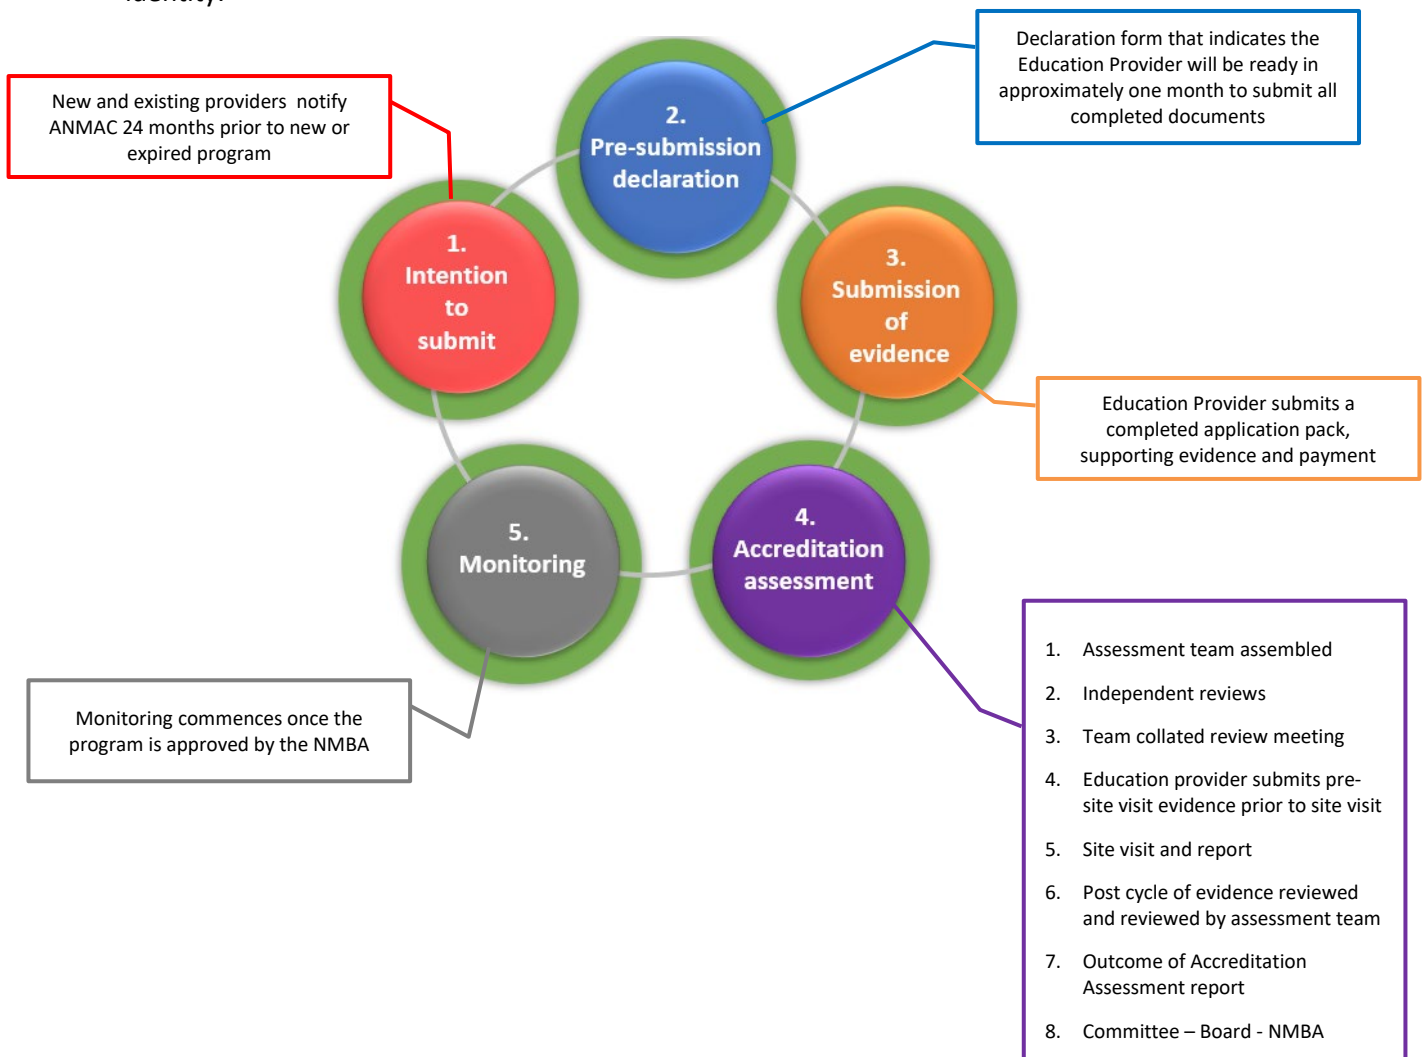 identity.
New and existing providers  notify
ANMAC 24 months prior to new or
expired program
Declaration form that indicates the
Education Provider will be ready in
approximately one month to submit all
completed documents
1.
Intention
to
submit
2.
Pre-submission
declaration
3.
Submission
of
evidence
Education Provider submits a
completed application pack,
supporting evidence and payment
4.
Accreditation
assessment
1. Assessment team assembled
2. Independent reviews
3. Team collated review meeting
4. Education provider submits pre-
site visit evidence prior to site visit
5. Site visit and report
6. Post cycle of evidence reviewed
and reviewed by assessment team
7. Outcome of Accreditation
Assessment report
8. Committee – Board - NMBA
5.
Monitoring
Monitoring commences once the
program is approved by the NMBA